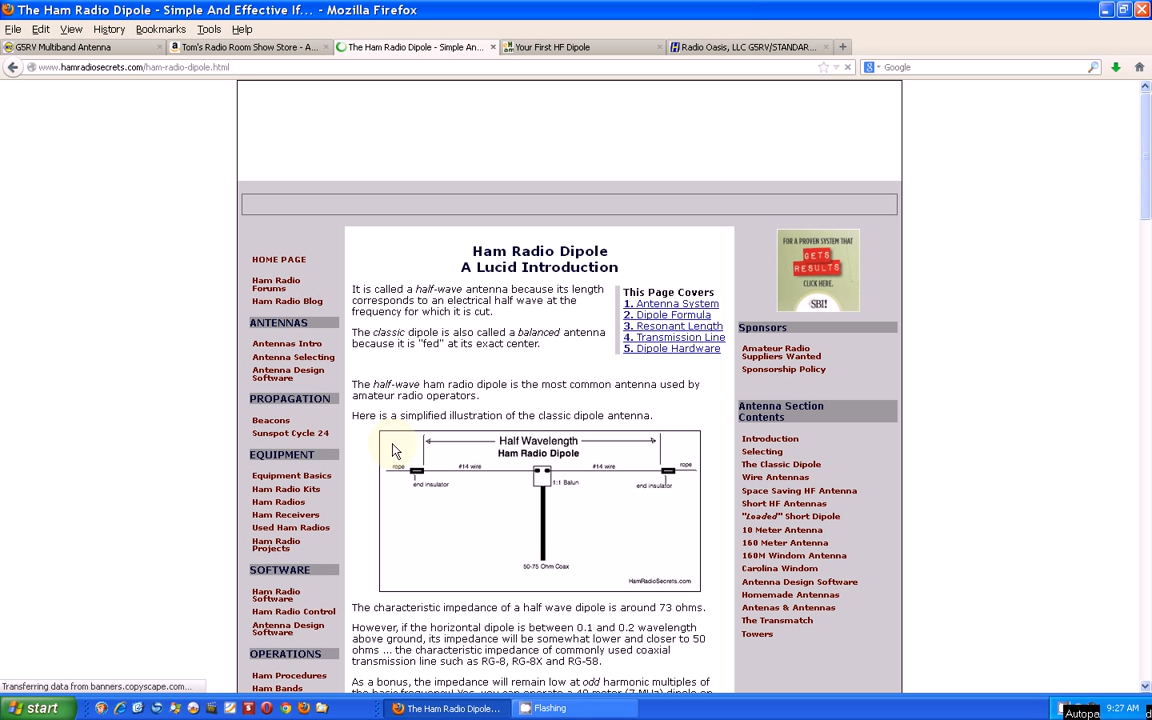 The Ham Radio Dipole - Simple And Effective If... - Mozilla Firefox
File Edit View History Bookmarks Tools Help
G5RV Multiband Antenna
Tom's Radio Room Show Store - A...
The Ham Radio Dipole - Simple An...
Your First HF Dipole
Radio Oasis, LLC G5RV/STANDAR...
www.hamradiosecrets.com/ham-radio-dipole.html
Google
HOME PAGE
Ham Radio
Forums
Ham Radio Blog
ANTENNAS
Antennas Intro
Antenna Selecting
Antenna Design
Software
PROPAGATION
Beacons
Sunspot Cycle 24
EQUIPMENT
Equipment Basics
Ham Radio Kits
Ham Radios
Ham Receivers
Used Ham Radios
Ham Radio
Projects
SOFTWARE
Ham Radio
Software
Ham Radio Control
Antenna Design
Software
OPERATIONS
Ham Procedures
Ham Bands
Ham Radio Dipole
A Lucid Introduction
It is called a half-wave antenna because its length
corresponds to an electrical half wave at the
frequency for which it is cut.
The classic dipole is also called a balanced antenna
because it is "fed" at its exact center.
This Page Covers
1. Antenna System
2. Dipole Formula
3. Resonant Length
4. Transmission Line
5. Dipole Hardware
The half-wave ham radio dipole is the most common antenna used by
amateur radio operators.
Here is a simplified illustration of the classic dipole antenna.
Half Wavelength
Ham Radio Dipole
rope #14 wire #14 wire rope
end insulator 1:1 Balun end insulator
50-75 Ohm Coax
HamRadioSecrets.com
The characteristic impedance of a half wave dipole is around 73 ohms.
However, if the horizontal dipole is between 0.1 and 0.2 wavelength
above ground, its impedance will be somewhat lower and closer to 50
ohms ... the characteristic impedance of commonly used coaxial
transmission line such as RG-8, RG-8X and RG-58.
As a bonus, the impedance will remain low at odd harmonic multiples of
the basic frequency! Yes, you can operate a 40 meter (7 MHz) dipole on
FOR A PROVEN SYSTEM THAT
GETS
RESULTS
CLICK HERE.
SBI!
Sponsors
Amateur Radio
Suppliers Wanted
Sponsorship Policy
Antenna Section
Contents
Introduction
Selecting
The Classic Dipole
Wire Antennas
Space Saving HF Antenna
Short HF Antennas
"Loaded" Short Dipole
10 Meter Antenna
160 Meter Antenna
160M Windom Antenna
Carolina Windom
Antenna Design Software
Homemade Antennas
Antenas & Antennas
The Transmatch
Towers
Transferring data from banners.copyscape.com...
start
The Ham Radio Dipole...
Flashing
9:27 AM